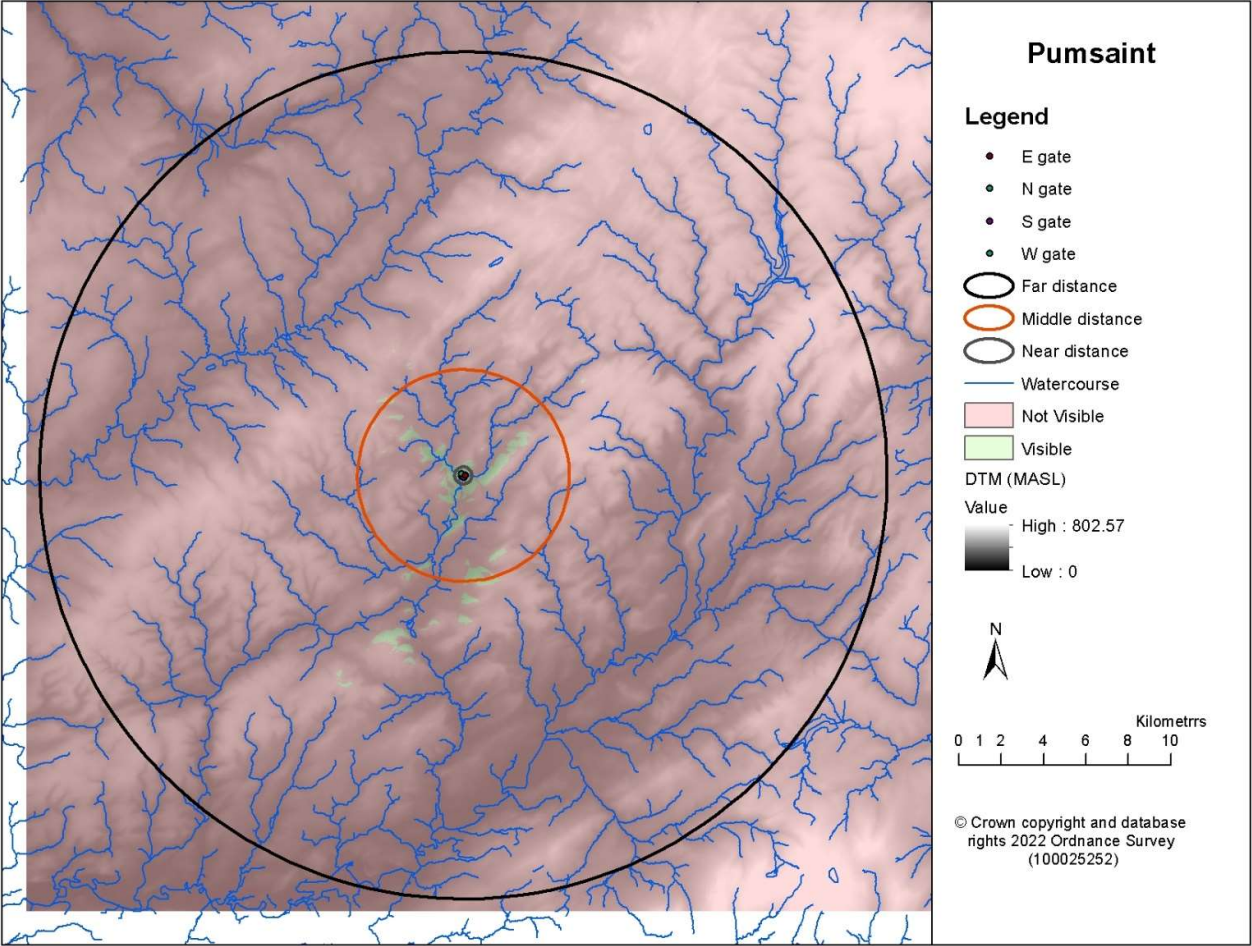 Pumsaint
Legend
E gate
N gate
S gate
W gate
Far distance
Middle distance
Near distance
Watercourse
Not Visible
Visible
DTM (MASL)
Value
High : 802.57
Low : 0
N
Kilometrrs
0 1 2 4 6 8 10
© Crown copyright and database
rights 2022 Ordnance Survey
(100025252)